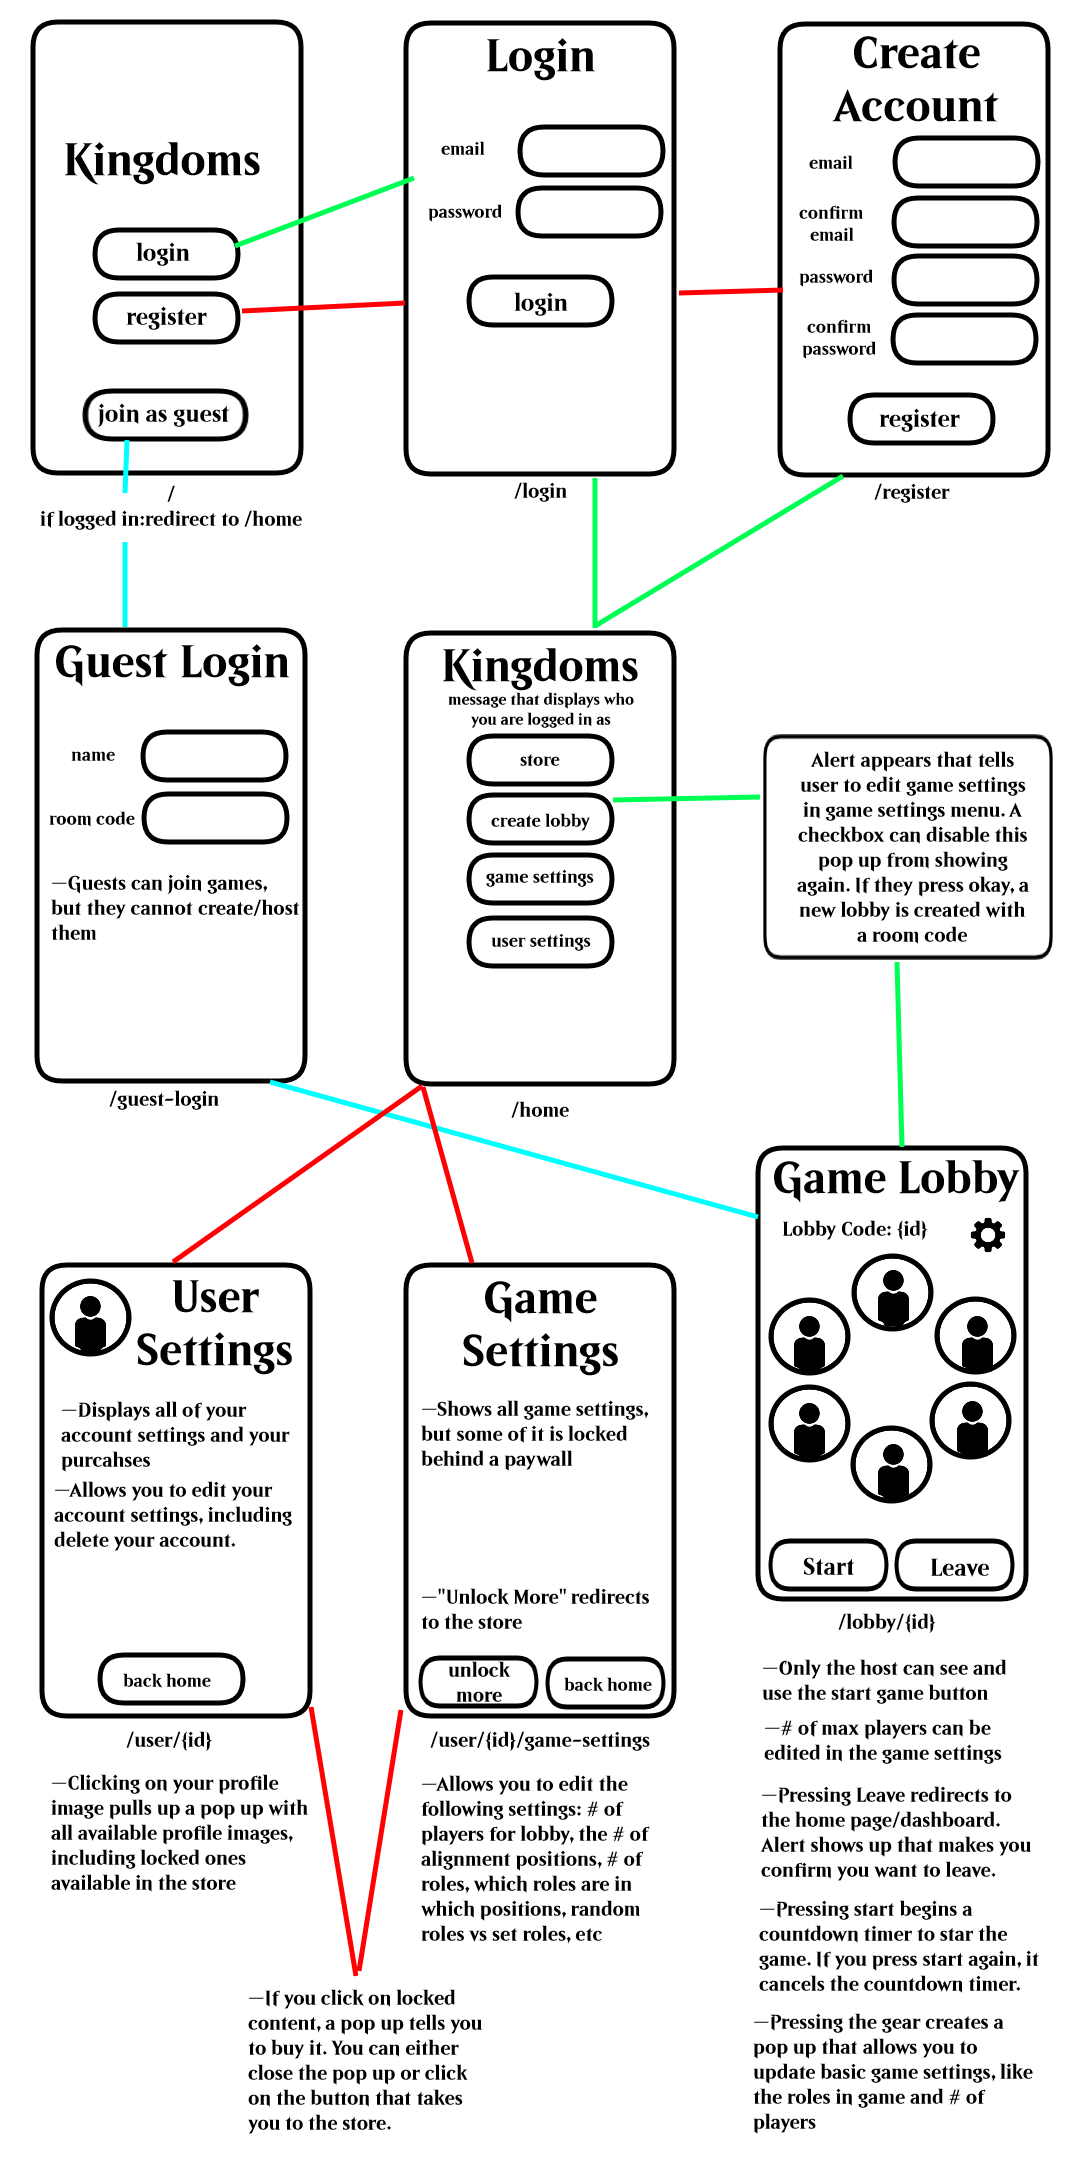 Kingdoms
login
register
join as guest
/
if logged in:redirect to /home
Login
email
password
login
/login
Create
Account
email
confirm
email
password
confirm
password
register
/register
Guest Login
name
room code
—Guests can join games,
but they cannot create/host
them
/guest-login
Kingdoms
message that displays who
you are logged in as
store
create lobby
game settings
user settings
/home
Alert appears that tells
user to edit game settings
in game settings menu. A
checkbox can disable this
pop up from showing
again. If they press okay, a
new lobby is created with
a room code
User
Settings
—Displays all of your
account settings and your
purcahses
—Allows you to edit your
account settings, including
delete your account.
back home
/user/{id}
—Clicking on your profile
image pulls up a pop up with
all available profile images,
including locked ones
available in the store
Game
Settings
—Shows all game settings,
but some of it is locked
behind a paywall
—"Unlock More" redirects
to the store
unlock
more
back home
/user/{id}/game-settings
—Allows you to edit the
following settings: # of
players for lobby, the # of
alignment positions, # of
roles, which roles are in
which positions, random
roles vs set roles, etc
—If you click on locked
content, a pop up tells you
to buy it. You can either
close the pop up or click
on the button that takes
you to the store.
Game Lobby
Lobby Code: {id}
Start
Leave
/lobby/{id}
—Only the host can see and
use the start game button
—# of max players can be
edited in the game settings
—Pressing Leave redirects to
the home page/dashboard.
Alert shows up that makes you
confirm you want to leave.
—Pressing start begins a
countdown timer to star the
game. If you press start again, it
cancels the countdown timer.
—Pressing the gear creates a
pop up that allows you to
update basic game settings, like
the roles in game and # of
players